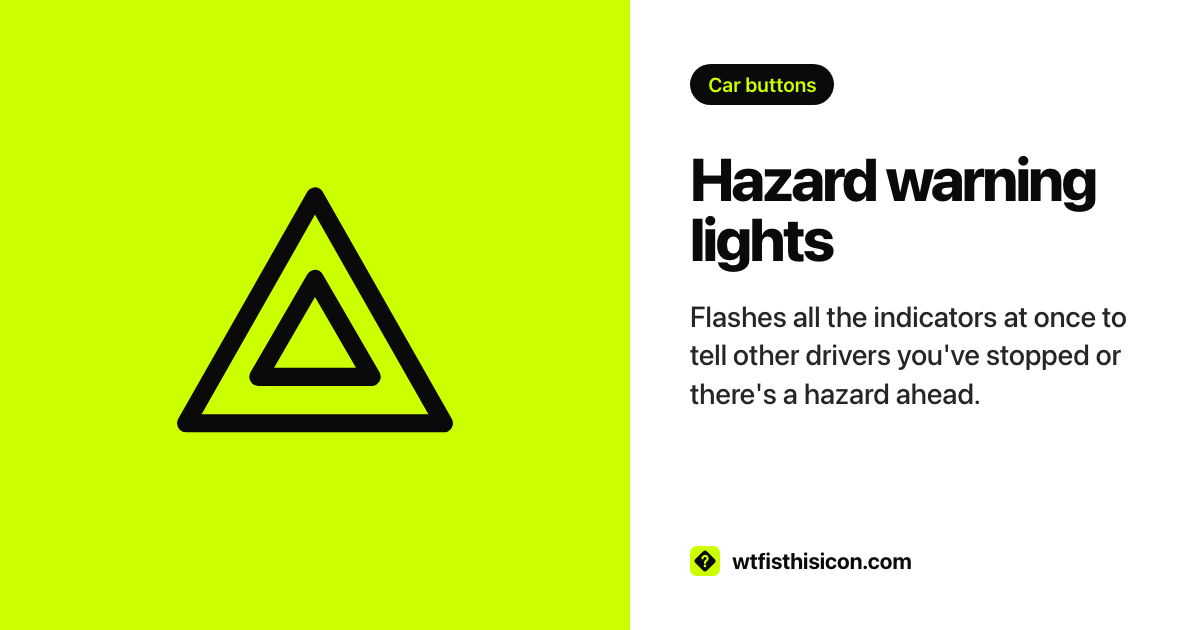 Car buttons
Hazard warning
lights
Flashes all the indicators at once to
tell other drivers you've stopped or
there's a hazard ahead.
?
wtfisthisicon.com